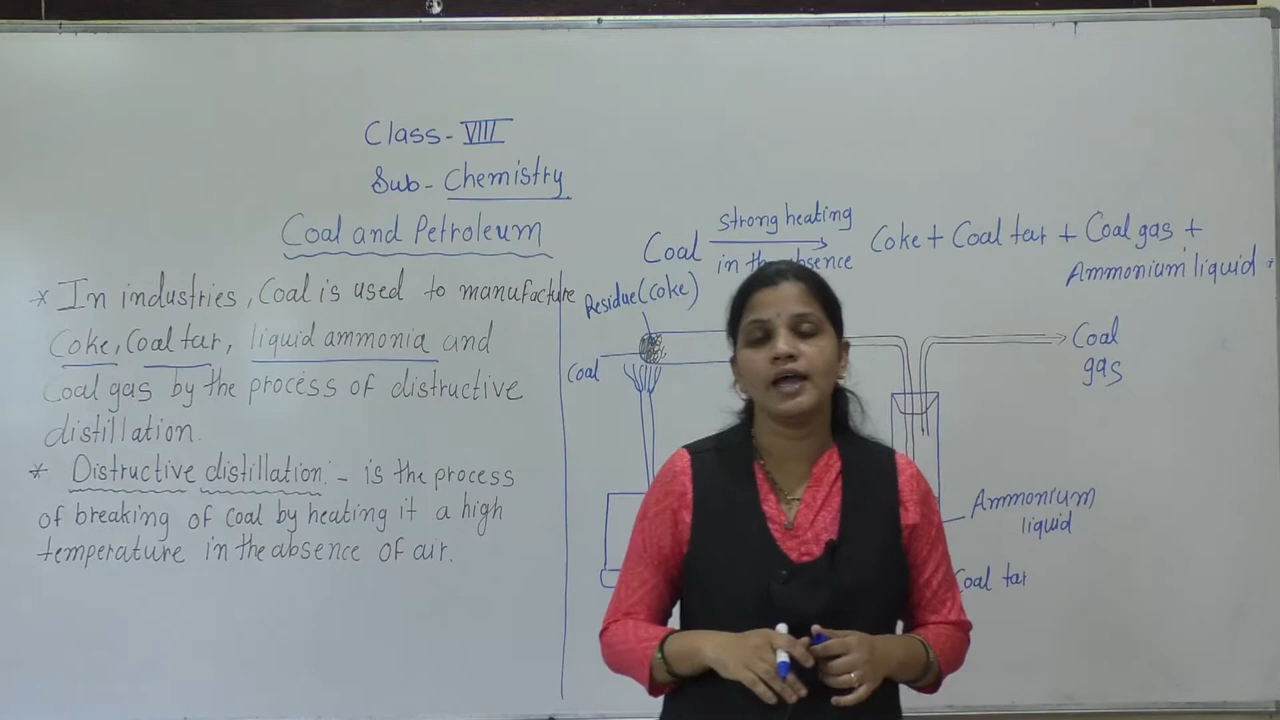 Class-VIII
Sub- Chemistry
Coal and Petroleum
* In industries, Coal is used to manufacture
Coke, Coal tar, liquid ammonia and
Coal gas by the process of distructive
distillation.
* Distructive distillation:- is the process
of breaking of coal by heating it a high
temperature in the absence of air.
strong heating
Coal
in the absence
Coke + Coal tar + Coal gas +
Ammonium liquid
Residue (coke)
Coal
Coal
gas
Ammonium
liquid
Coal tar